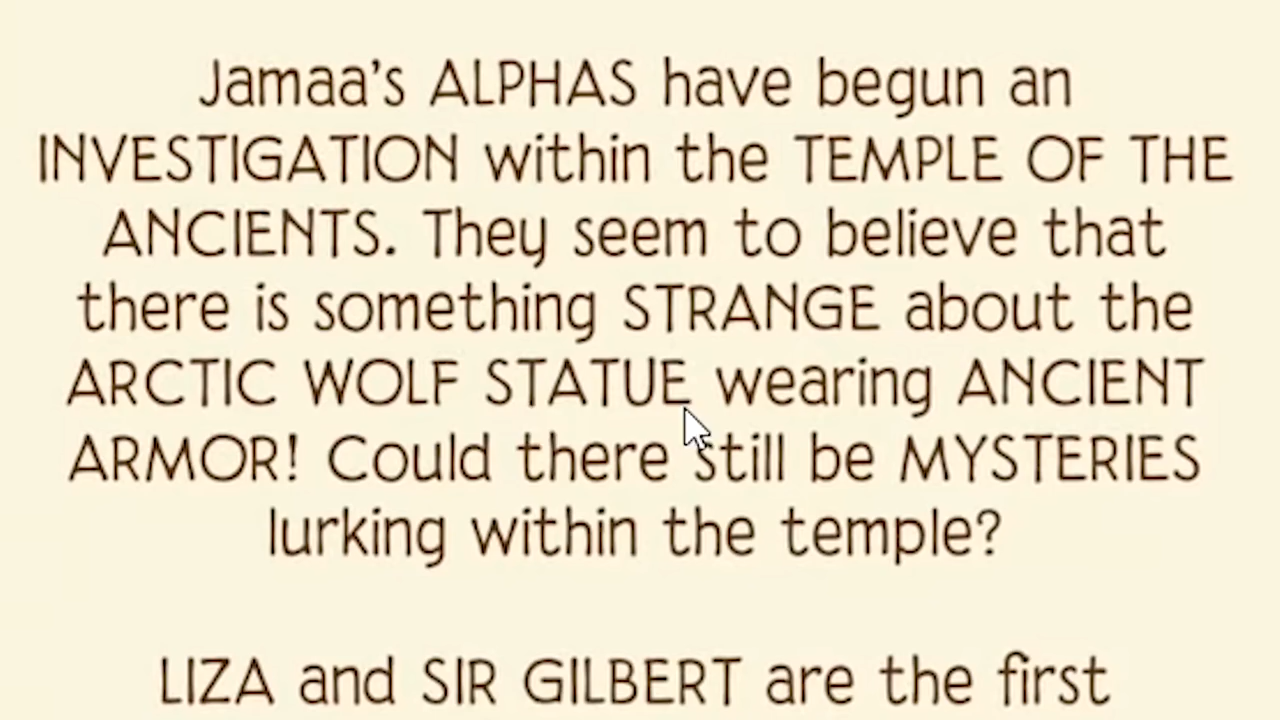 Jamaa’s ALPHAS have begun an
INVESTIGATION within the TEMPLE OF THE
ANCIENTS. They seem to believe that
there is something STRANGE about the
ARCTIC WOLF STATUE wearing ANCIENT
ARMOR! Could there still be MYSTERIES
lurking within the temple?
LIZA and SIR GILBERT are the first